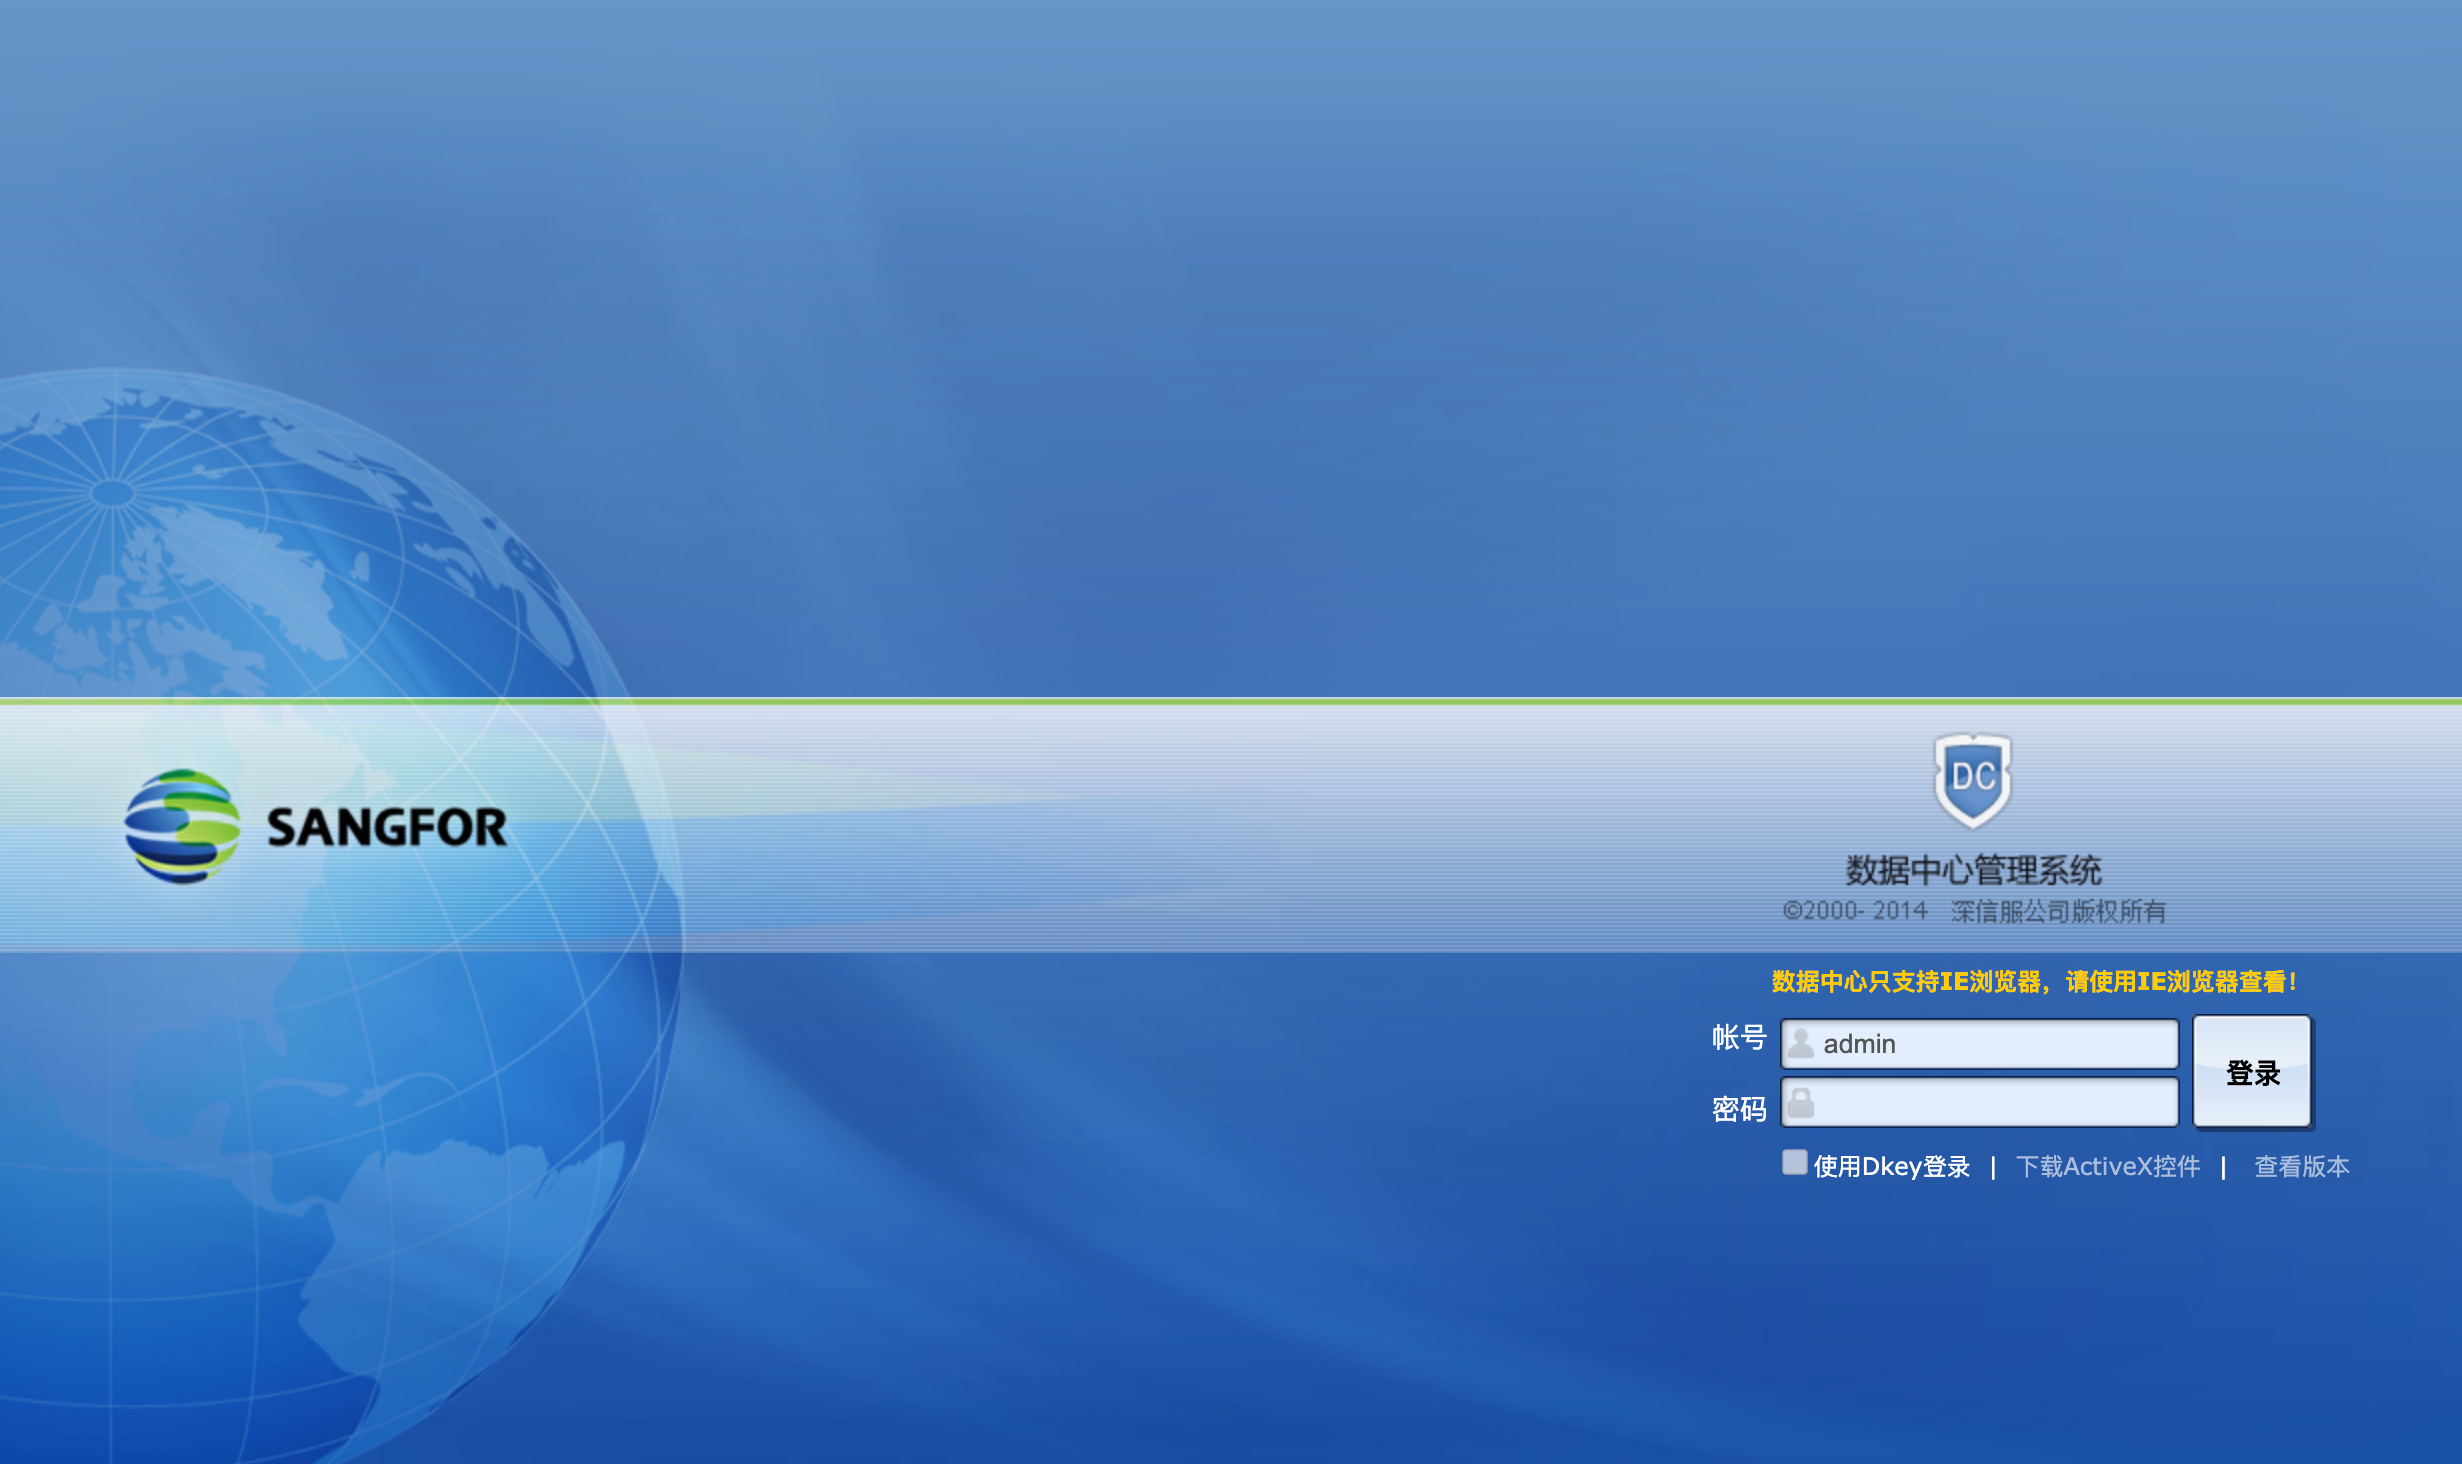 SANGFOR
DC
数据中心管理系统
©2000- 2014 深信服公司版权所有
数据中心只支持IE浏览器，请使用IE浏览器查看！
帐号 admin
密码
登录
使用Dkey登录 | 下载ActiveX控件 | 查看版本